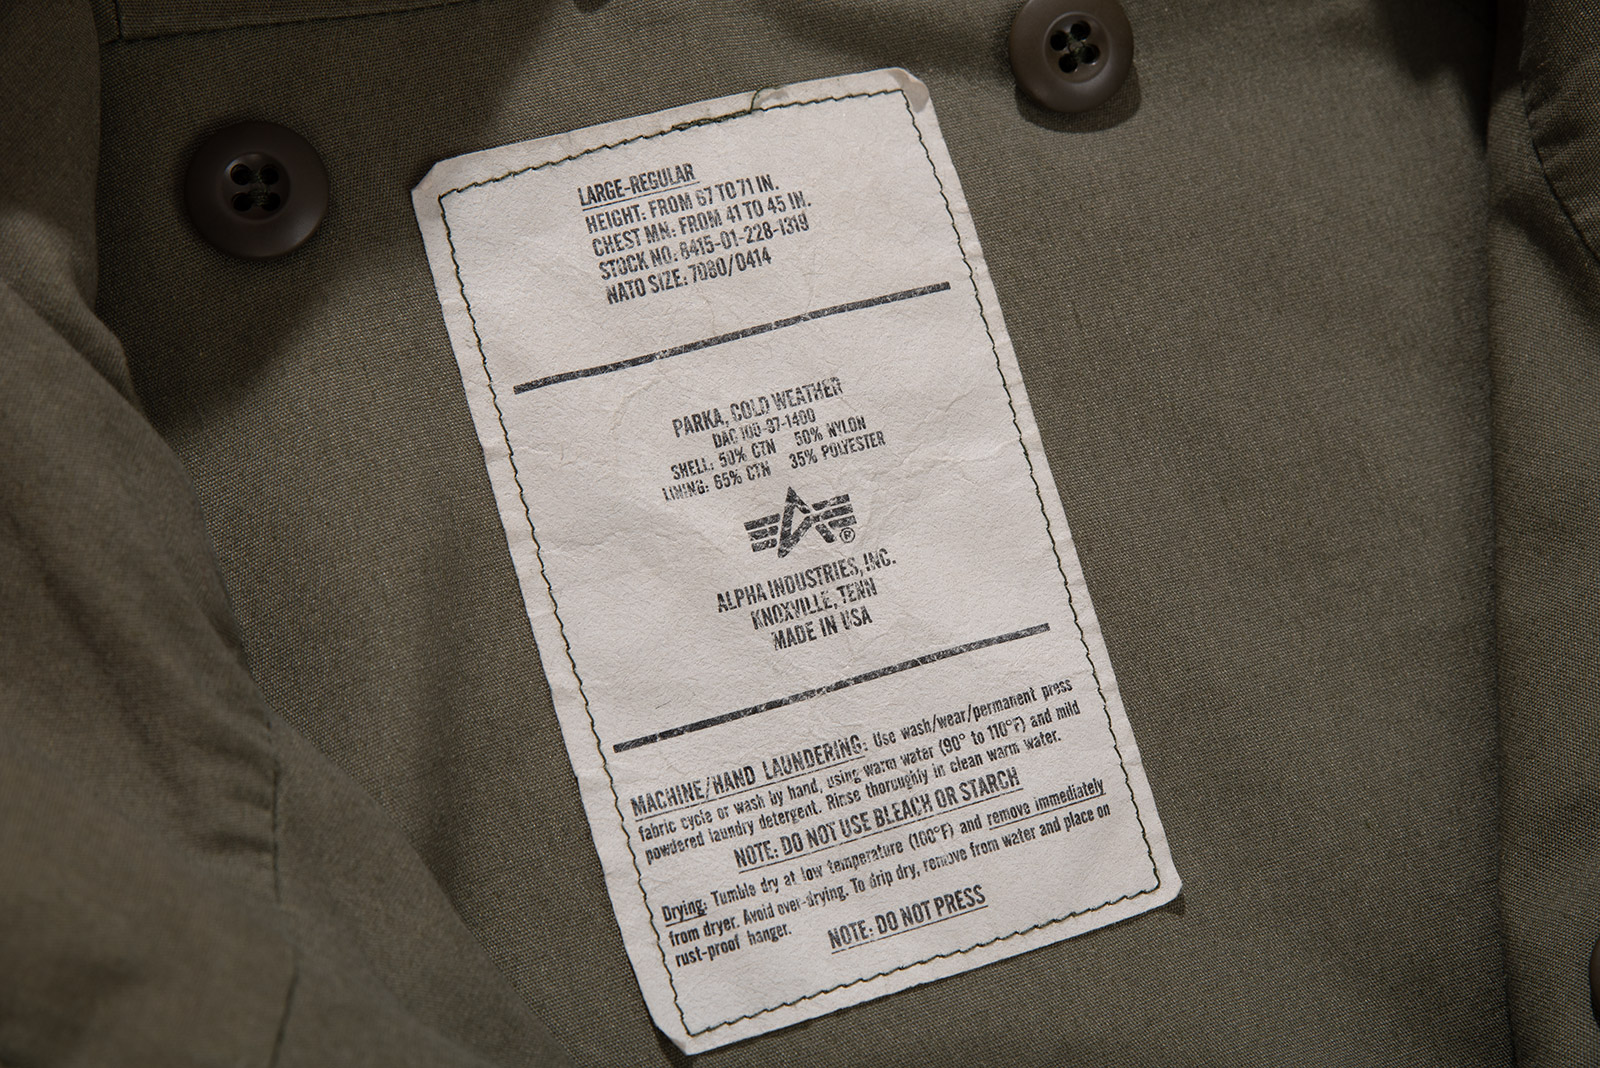 LARGE-REGULAR
HEIGHT: FROM 67 TO 71 IN.
CHEST MN: FROM 41 TO 45 IN.
STOCK NO: 8415-01-228-1319
NATO SIZE: 7080/0414
PARKA, COLD WEATHER
DAC 100-37-1400
SHELL: 50% CTN 50% NYLON
LINING: 65% CTN 35% POLYESTER
®
ALPHA INDUSTRIES, INC.
KNOXVILLE, TENN
MADE IN USA
MACHINE/HAND LAUNDERING: Use wash/wear/permanent press
fabric cycle or wash by hand, using warm water (90° to 110°F) and mild
powdered laundry detergent. Rinse thoroughly in clean warm water.
NOTE: DO NOT USE BLEACH OR STARCH
Drying: Tumble dry at low temperature (100°F) and remove immediately
from dryer. Avoid over-drying. To drip dry, remove from water and place on
rust-proof hanger.
NOTE: DO NOT PRESS